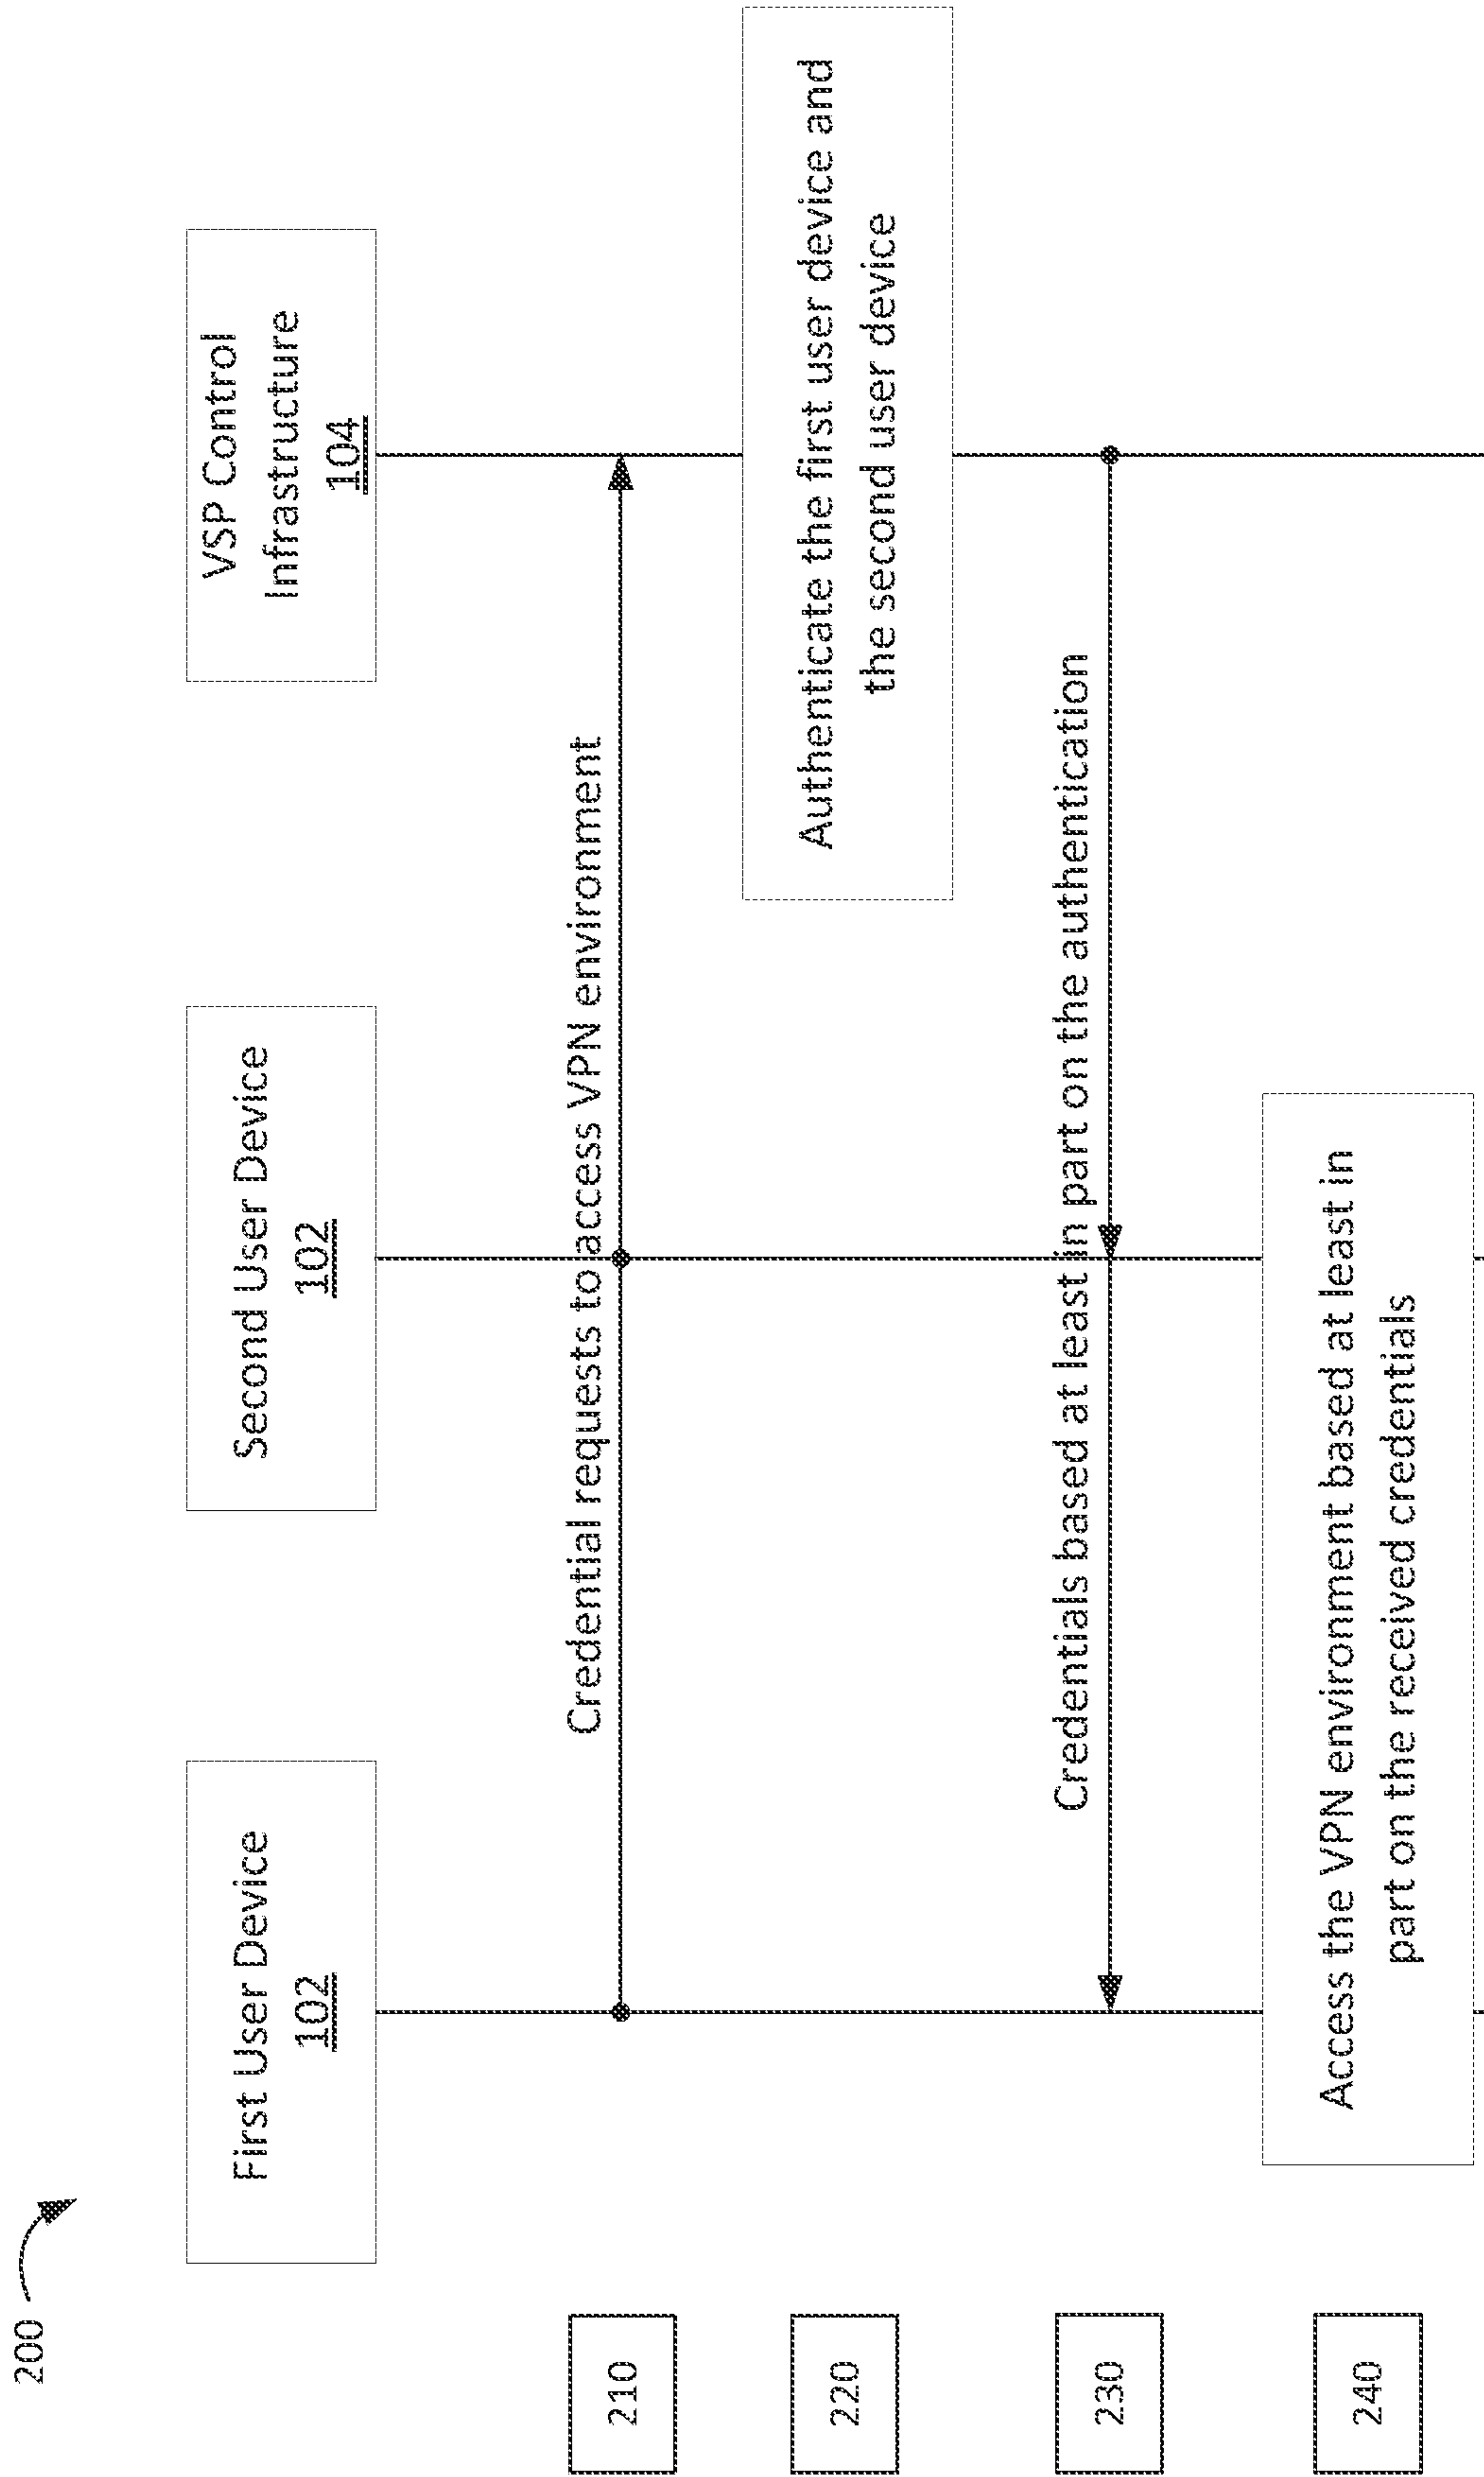 200
First User Device
102
Second User Device
102
VSP Control
Infrastructure
104
210
Credential requests to access VPN environment
220
Authenticate the first user device and
the second user device
230
Credentials based at least in part on the authentication
240
Access the VPN environment based at least in
part on the received credentials